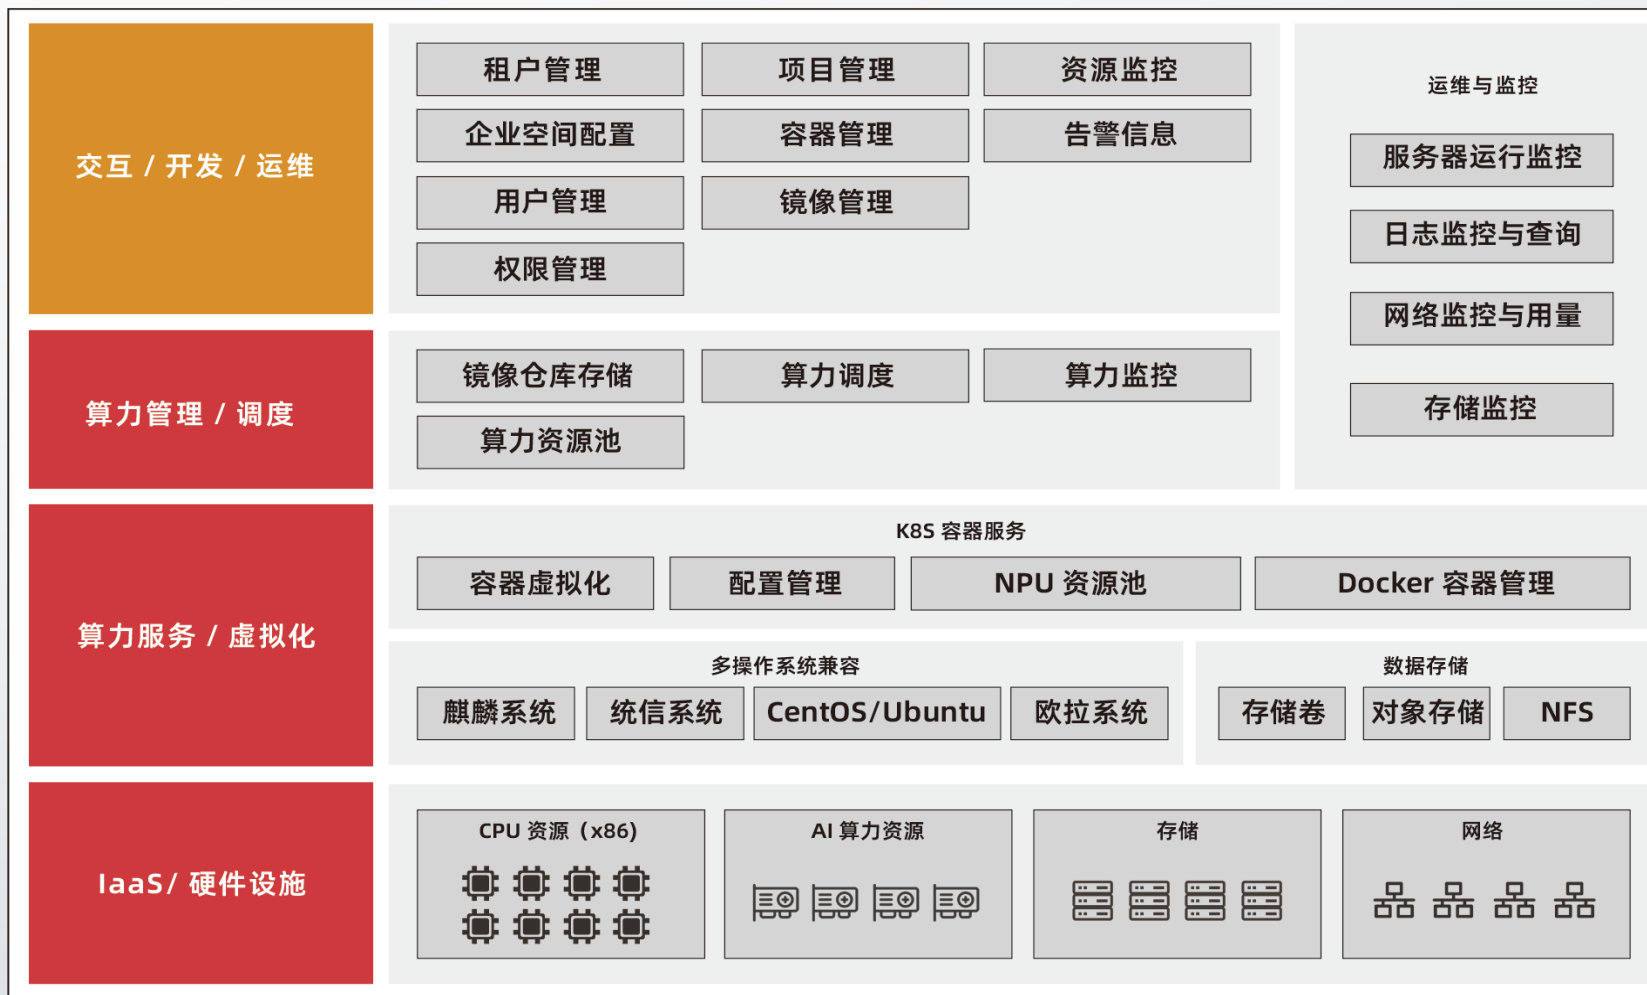 交互 / 开发 / 运维
租户管理
项目管理
资源监控
企业空间配置
容器管理
告警信息
用户管理
镜像管理
权限管理
运维与监控
服务器运行监控
日志监控与查询
网络监控与用量
存储监控
算力管理 / 调度
镜像仓库存储
算力调度
算力监控
算力资源池
算力服务 / 虚拟化
K8S 容器服务
容器虚拟化
配置管理
NPU 资源池
Docker 容器管理
多操作系统兼容
麒麟系统
统信系统
CentOS/Ubuntu
欧拉系统
数据存储
存储卷
对象存储
NFS
IaaS/ 硬件设施
CPU 资源（x86)
AI 算力资源
存储
网络